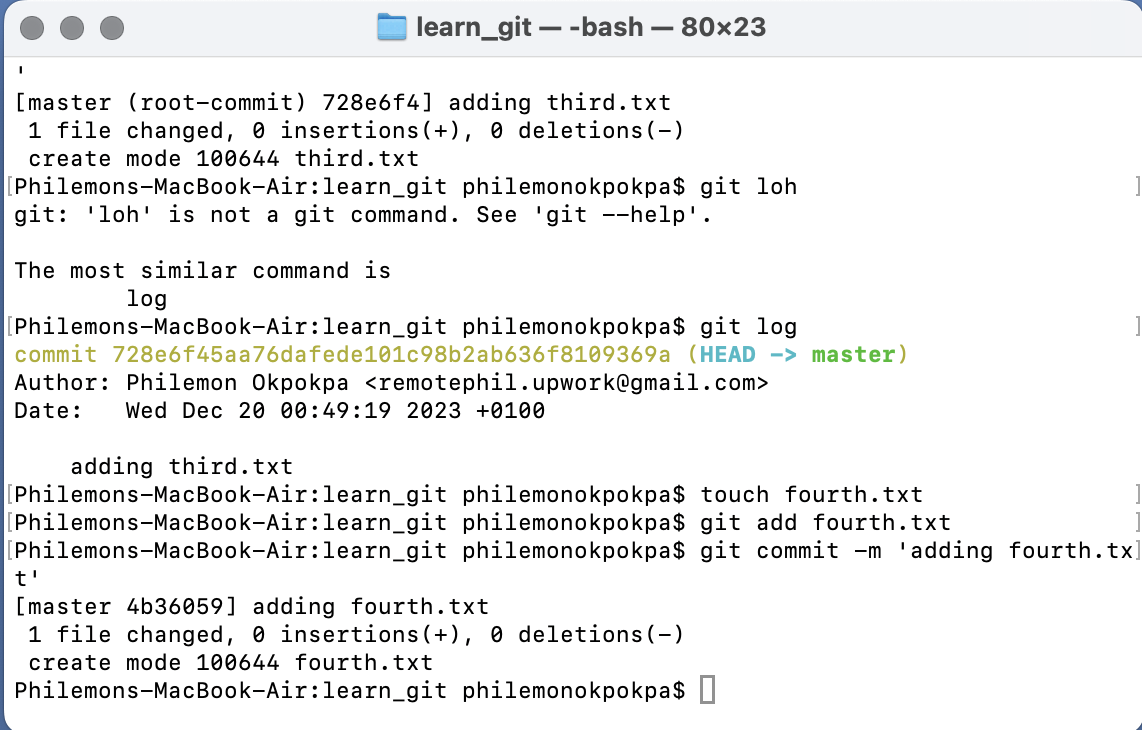 learn_git — -bash — 80×23
'
[master (root-commit) 728e6f4] adding third.txt
 1 file changed, 0 insertions(+), 0 deletions(-)
 create mode 100644 third.txt
[Philemons-MacBook-Air:learn_git philemonokpokpa$ git loh ]
git: 'loh' is not a git command. See 'git --help'.

The most similar command is
        log
[Philemons-MacBook-Air:learn_git philemonokpokpa$ git log ]
commit 728e6f45aa76dafede101c98b2ab636f8109369a (HEAD -> master)
Author: Philemon Okpokpa <remotephil.upwork@gmail.com>
Date:   Wed Dec 20 00:49:19 2023 +0100

    adding third.txt
[Philemons-MacBook-Air:learn_git philemonokpokpa$ touch fourth.txt ]
[Philemons-MacBook-Air:learn_git philemonokpokpa$ git add fourth.txt ]
[Philemons-MacBook-Air:learn_git philemonokpokpa$ git commit -m 'adding fourth.tx]
t'
[master 4b36059] adding fourth.txt
 1 file changed, 0 insertions(+), 0 deletions(-)
 create mode 100644 fourth.txt
Philemons-MacBook-Air:learn_git philemonokpokpa$